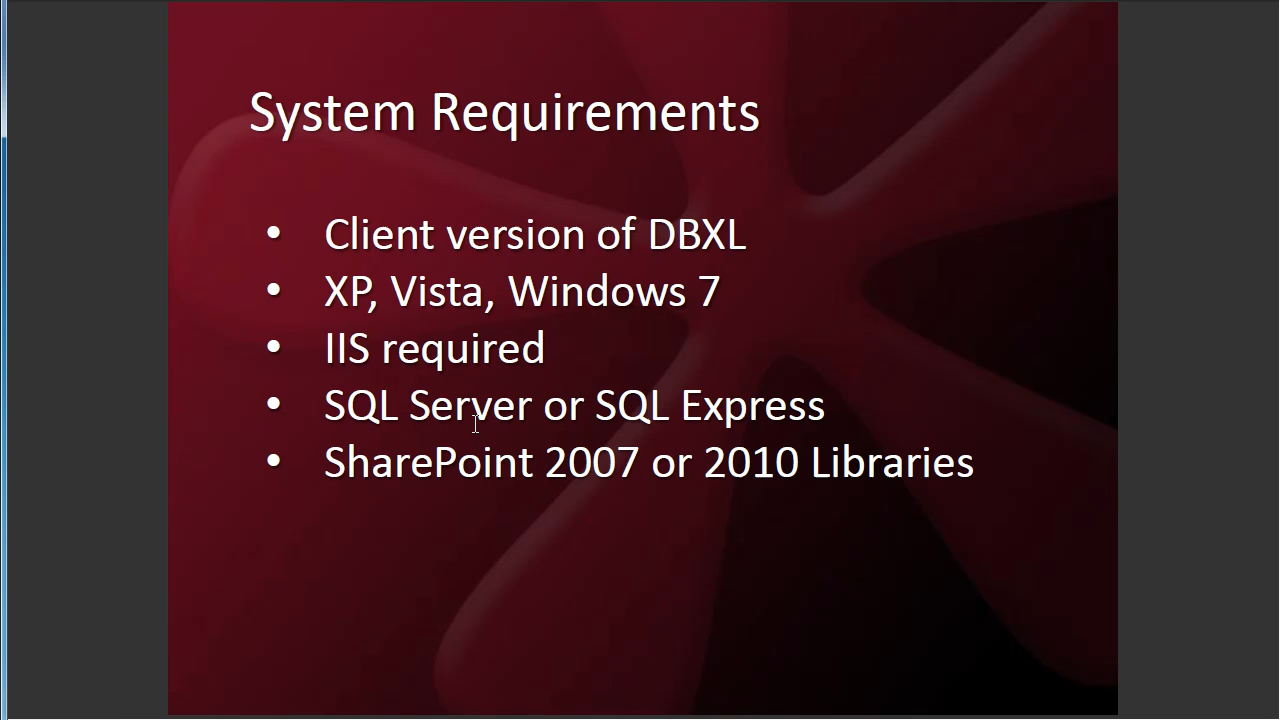 System Requirements
• Client version of DBXL
• XP, Vista, Windows 7
• IIS required
• SQL Server or SQL Express
• SharePoint 2007 or 2010 Libraries